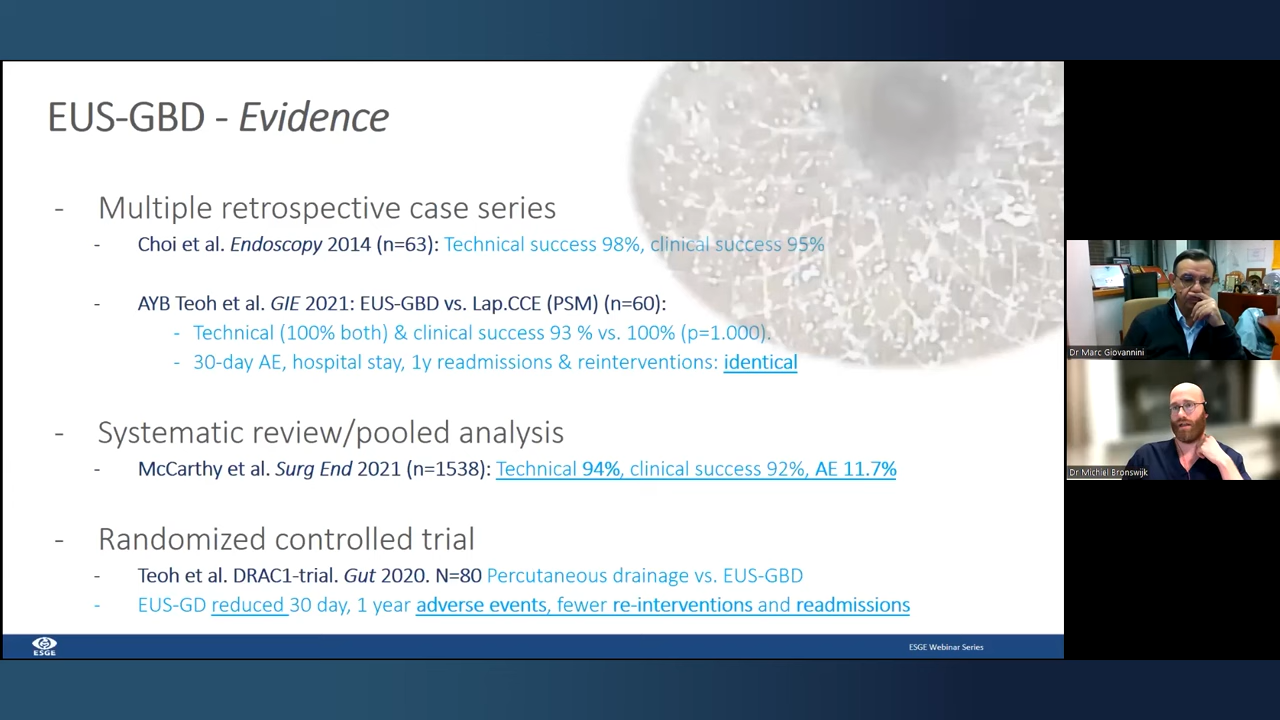 EUS-GBD - Evidence
- Multiple retrospective case series
- Choi et al. Endoscopy 2014 (n=63): Technical success 98%, clinical success 95%
- AYB Teoh et al. GIE 2021: EUS-GBD vs. Lap.CCE (PSM) (n=60):
- Technical (100% both) & clinical success 93 % vs. 100% (p=1.000).
- 30-day AE, hospital stay, 1y readmissions & reinterventions: identical
- Systematic review/pooled analysis
- McCarthy et al. Surg End 2021 (n=1538): Technical 94%, clinical success 92%, AE 11.7%
- Randomized controlled trial
- Teoh et al. DRAC1-trial. Gut 2020. N=80 Percutaneous drainage vs. EUS-GBD
- EUS-GD reduced 30 day, 1 year adverse events, fewer re-interventions and readmissions
ESGE
ESGE Webinar Series
Dr Marc Giovannini
Dr Michiel Bronswijk